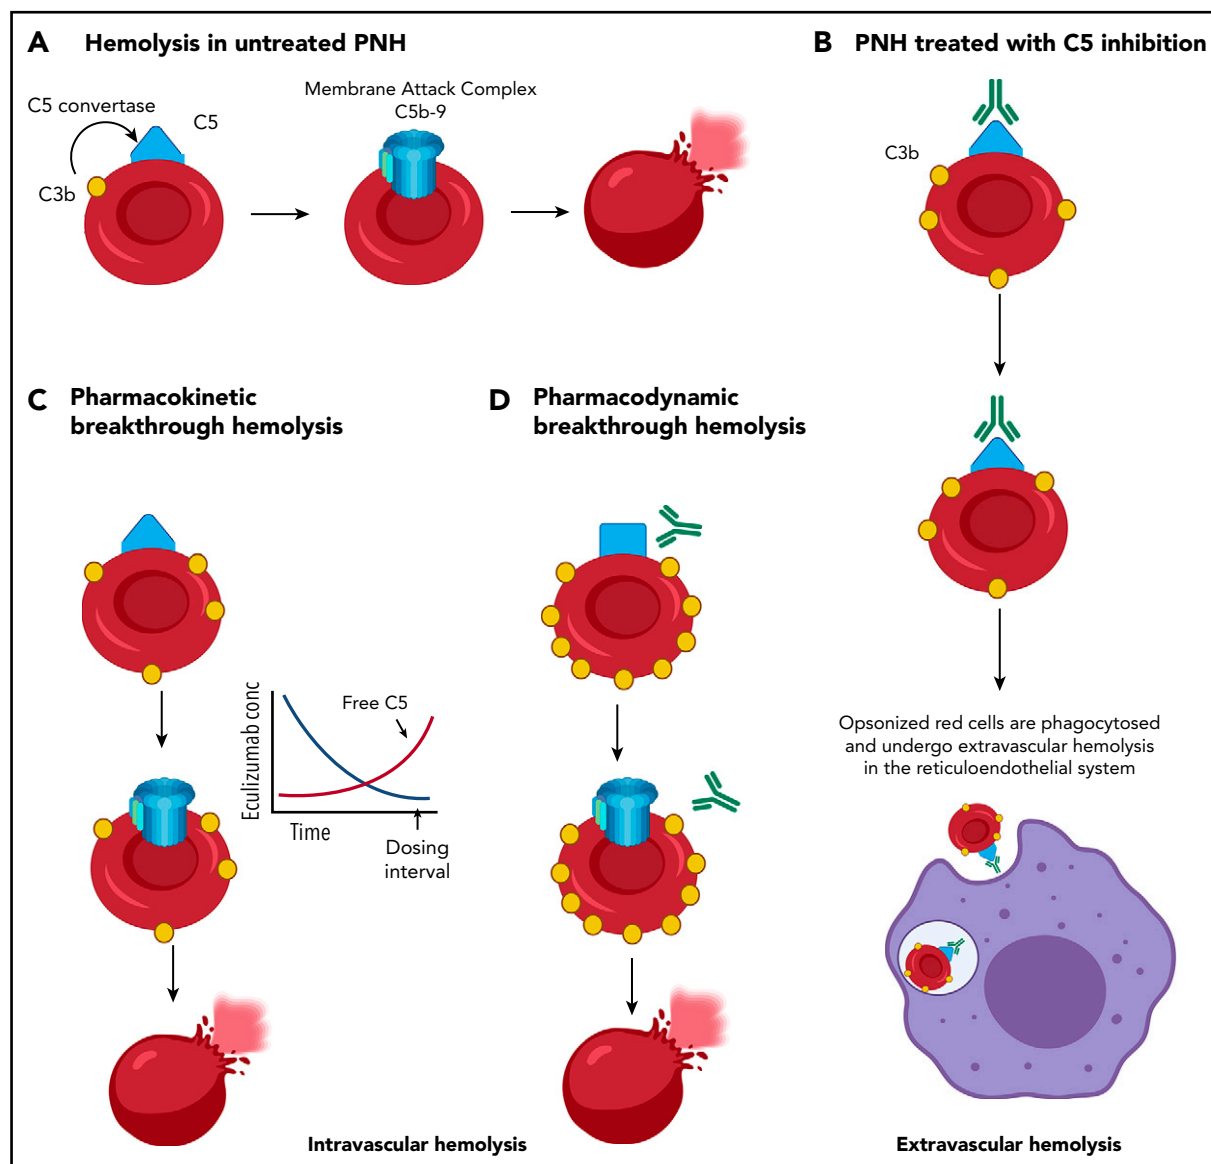 A Hemolysis in untreated PNH
C5 convertase
C5
C3b
Membrane Attack Complex
C5b-9
B PNH treated with C5 inhibition
C3b
Opsonized red cells are phagocytosed
and undergo extravascular hemolysis
in the reticuloendothelial system
Extravascular hemolysis
C Pharmacokinetic
breakthrough hemolysis
Eculizumab conc
Free C5
Time
Dosing
interval
D Pharmacodynamic
breakthrough hemolysis
Intravascular hemolysis